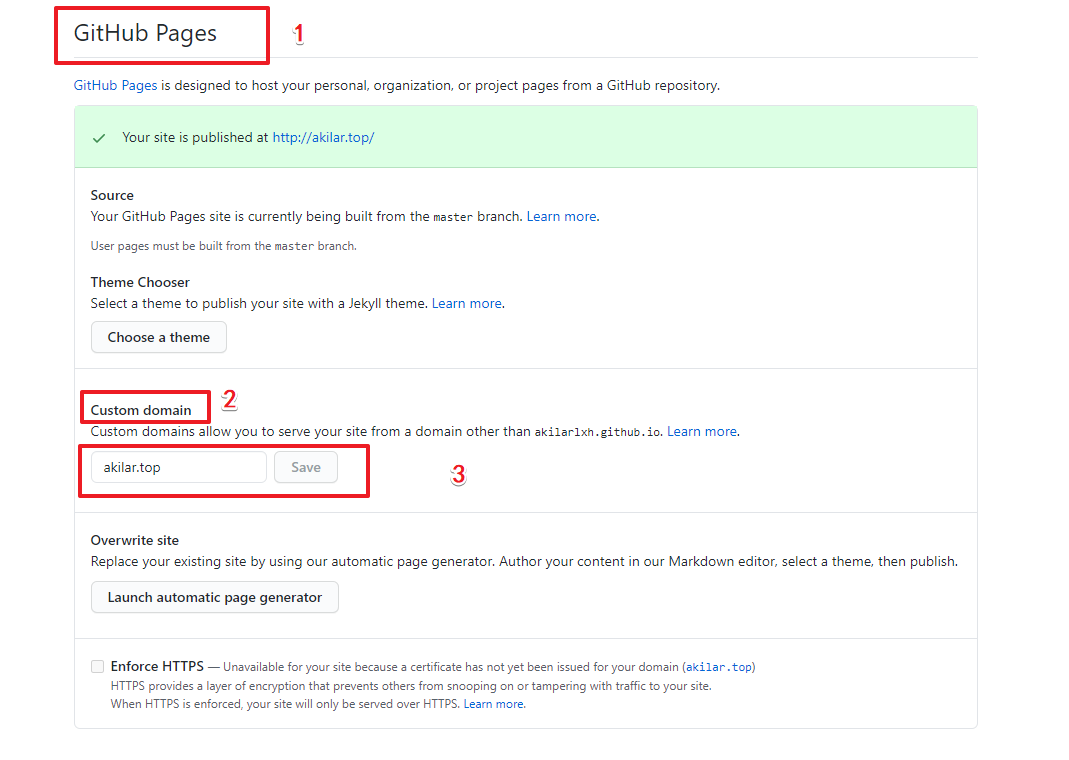 GitHub Pages 1
GitHub Pages is designed to host your personal, organization, or project pages from a GitHub repository.
Your site is published at http://akilar.top/
Source
Your GitHub Pages site is currently being built from the master branch. Learn more.
User pages must be built from the master branch.
Theme Chooser
Select a theme to publish your site with a Jekyll theme. Learn more.
Choose a theme
Custom domain 2
Custom domains allow you to serve your site from a domain other than akilarlxh.github.io. Learn more.
akilar.top Save 3
Overwrite site
Replace your existing site by using our automatic page generator. Author your content in our Markdown editor, select a theme, then publish.
Launch automatic page generator
Enforce HTTPS — Unavailable for your site because a certificate has not yet been issued for your domain (akilar.top)
HTTPS provides a layer of encryption that prevents others from snooping on or tampering with traffic to your site.
When HTTPS is enforced, your site will only be served over HTTPS. Learn more.